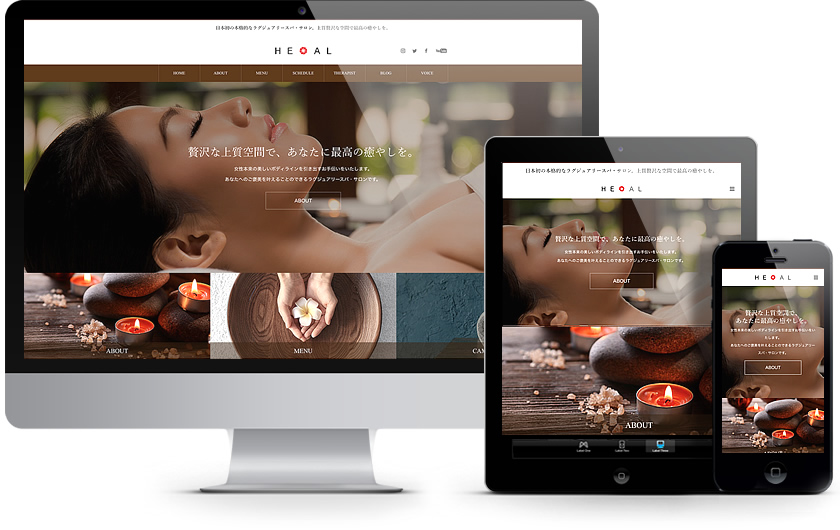 日本初の本格的なラグジュアリースパ・サロン。上質贅沢な空間で最高の癒やしを。
HE AL
HOME ABOUT MENU SCHEDULE THERAPIST BLOG VOICE
贅沢な上質空間で、あなたに最高の癒やしを。
女性本来の美しいボディラインを引き出すお手伝いをいたします。
あなたへのご褒美を叶えることのできるラグジュアリースパ・サロンです。
ABOUT
ABOUT
MENU
CAM
日本初の本格的なラグジュアリースパ・サロン。上質贅沢な空間で最高の癒やしを。
HE AL
贅沢な上質空間で、あなたに最高の癒やしを。
女性本来の美しいボディラインを引き出すお手伝いをいたします。
あなたへのご褒美を叶えることのできるラグジュアリースパ・サロンです。
ABOUT
ABOUT
Label One
Label Two
Label Three
HE AL
贅沢な上質空間で、
あなたに最高の癒やしを。
女性本来の美しいボディラインを引き出すお手伝いをいた
します。
あなたへのご褒美を叶えることのできるラグジュアリー
スパ・サロンです。
ABOUT